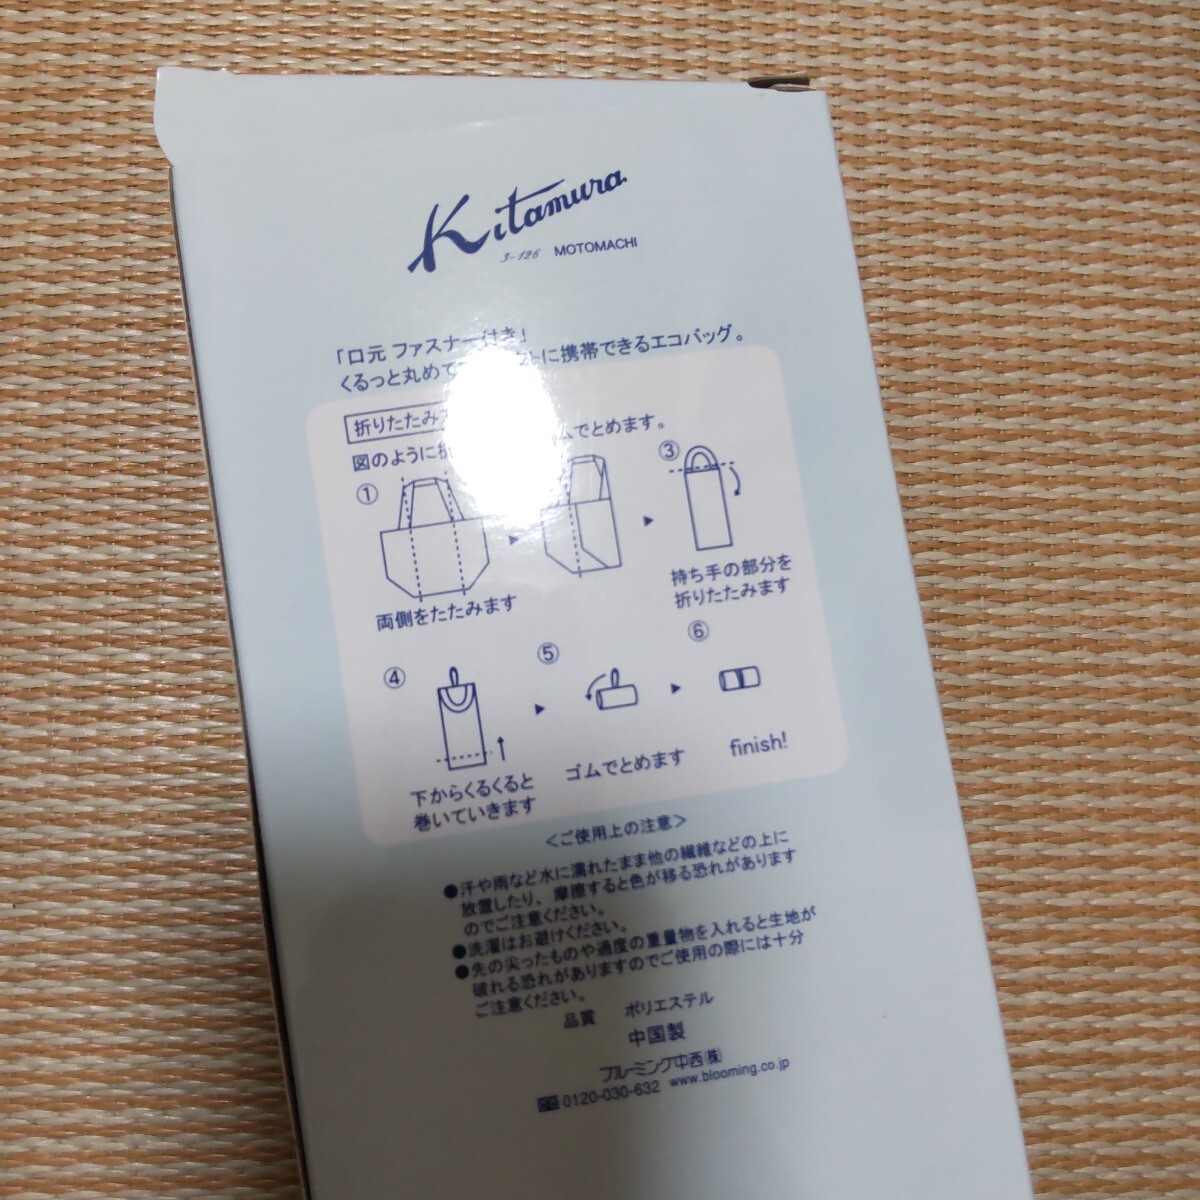 Kitamura
3-126 MOTOMACHI
「口元 ファスナー付き」
くるっと丸めて に携帯できるエコバッグ。
折りたたみ
図のように でとめます。
①
③
両側をたたみます
持ち手の部分を
折りたたみます
④
⑤
⑥
下からくるくると
巻いていきます
ゴムでとめます
finish!
<ご使用上の注意>
●汗や雨など水に濡れたまま他の繊維などの上に
放置したり、摩擦すると色が移る恐れがあります
のでご注意ください。
●洗濯はお避けください。
●先の尖ったものや過度の重量物を入れると生地が
破れる恐れがありますのでご使用の際には十分
ご注意ください。
品質 ポリエステル
中国製
ブルーミング中西㈱
0120-030-632 www.blooming.co.jp